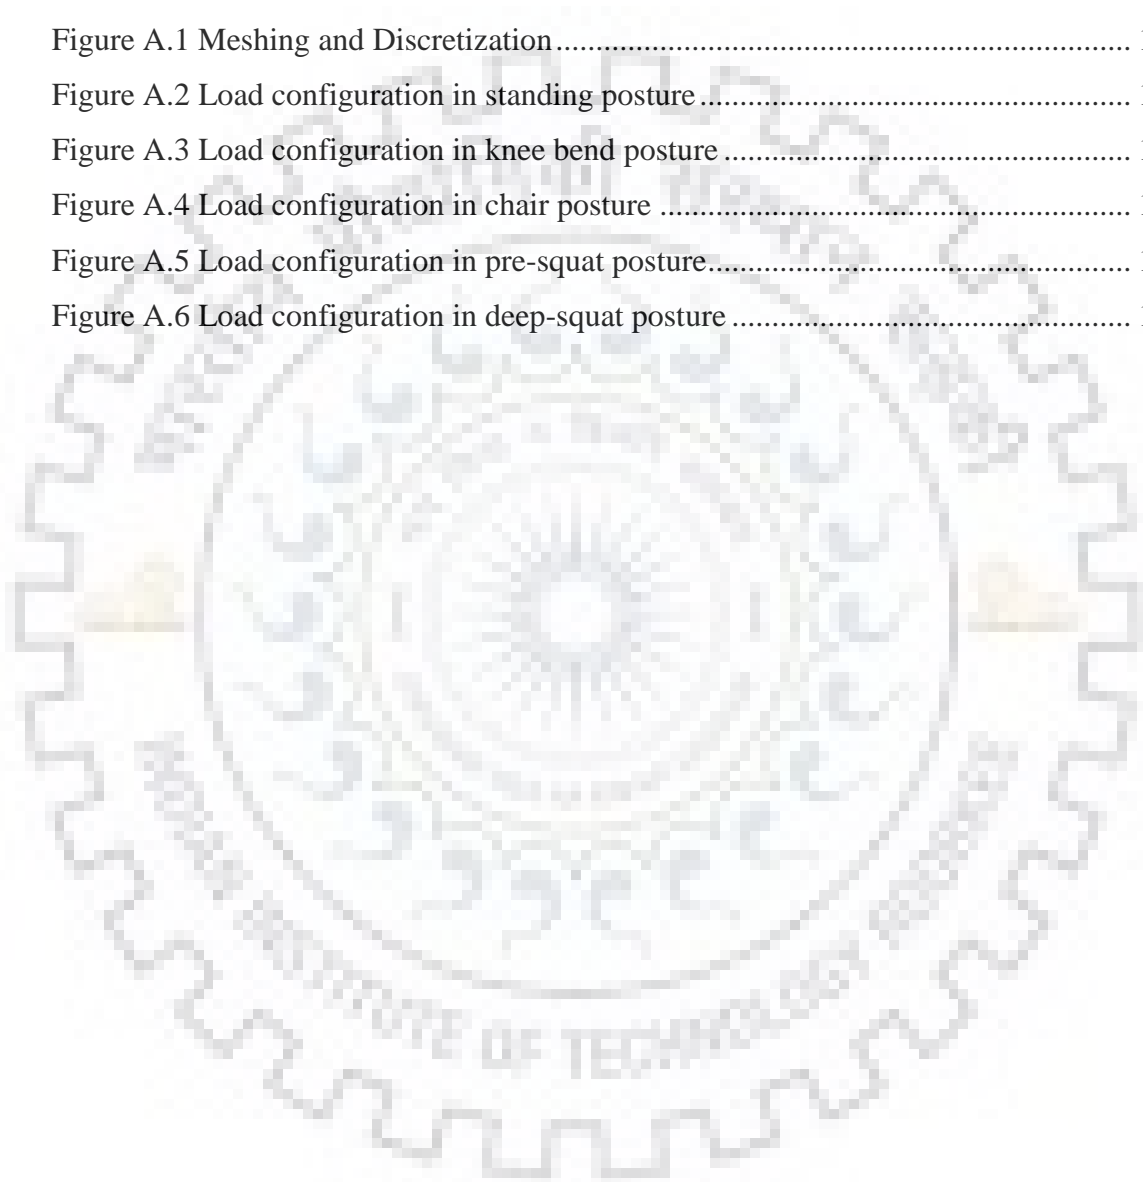 Figure A.1 Meshing and Discretization........................................................................
Figure A.2 Load configuration in standing posture......................................................
Figure A.3 Load configuration in knee bend posture ...................................................
Figure A.4 Load configuration in chair posture ...........................................................
Figure A.5 Load configuration in pre-squat posture.....................................................
Figure A.6 Load configuration in deep-squat posture ..................................................
OF TECHNOLOGY